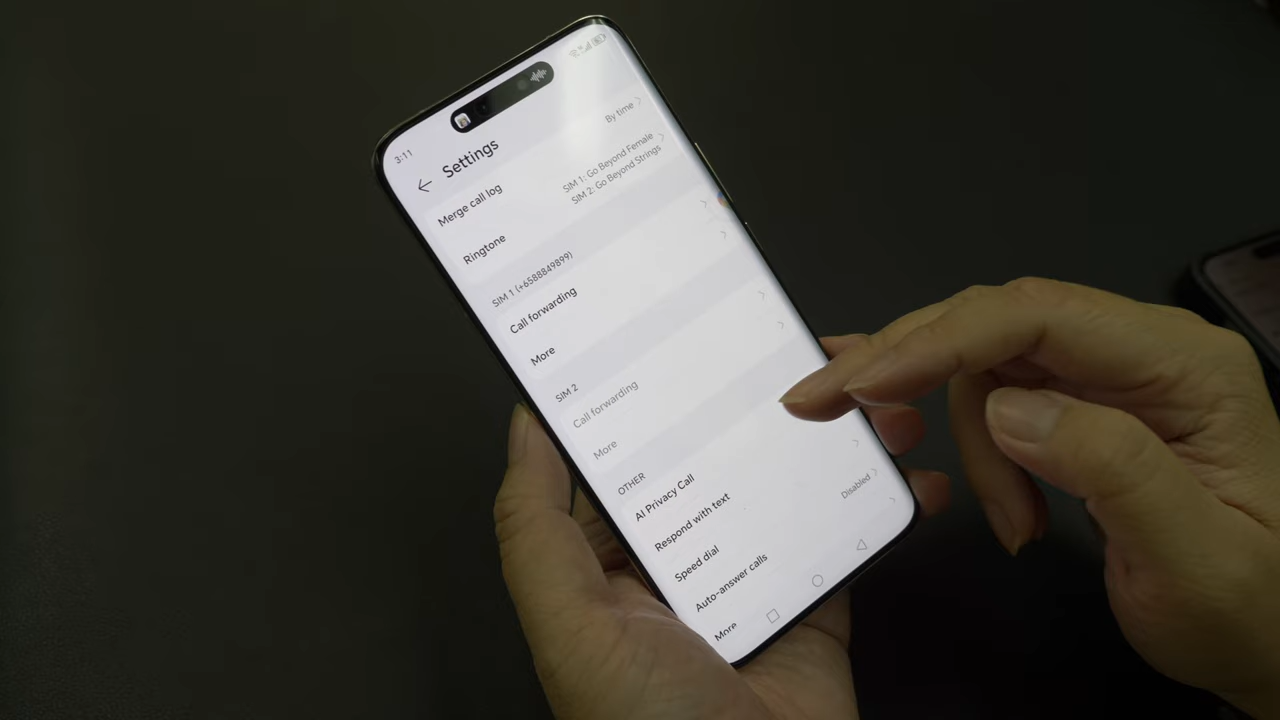 3:11
Settings
Merge call log
By time
Ringtone
SIM 1: Go Beyond Female
SIM 2: Go Beyond Strings
SIM 1 (+6588849899)
Call forwarding
More
SIM 2
Call forwarding
More
OTHER
AI Privacy Call
Respond with text
Speed dial
Auto-answer calls
Disabled
More